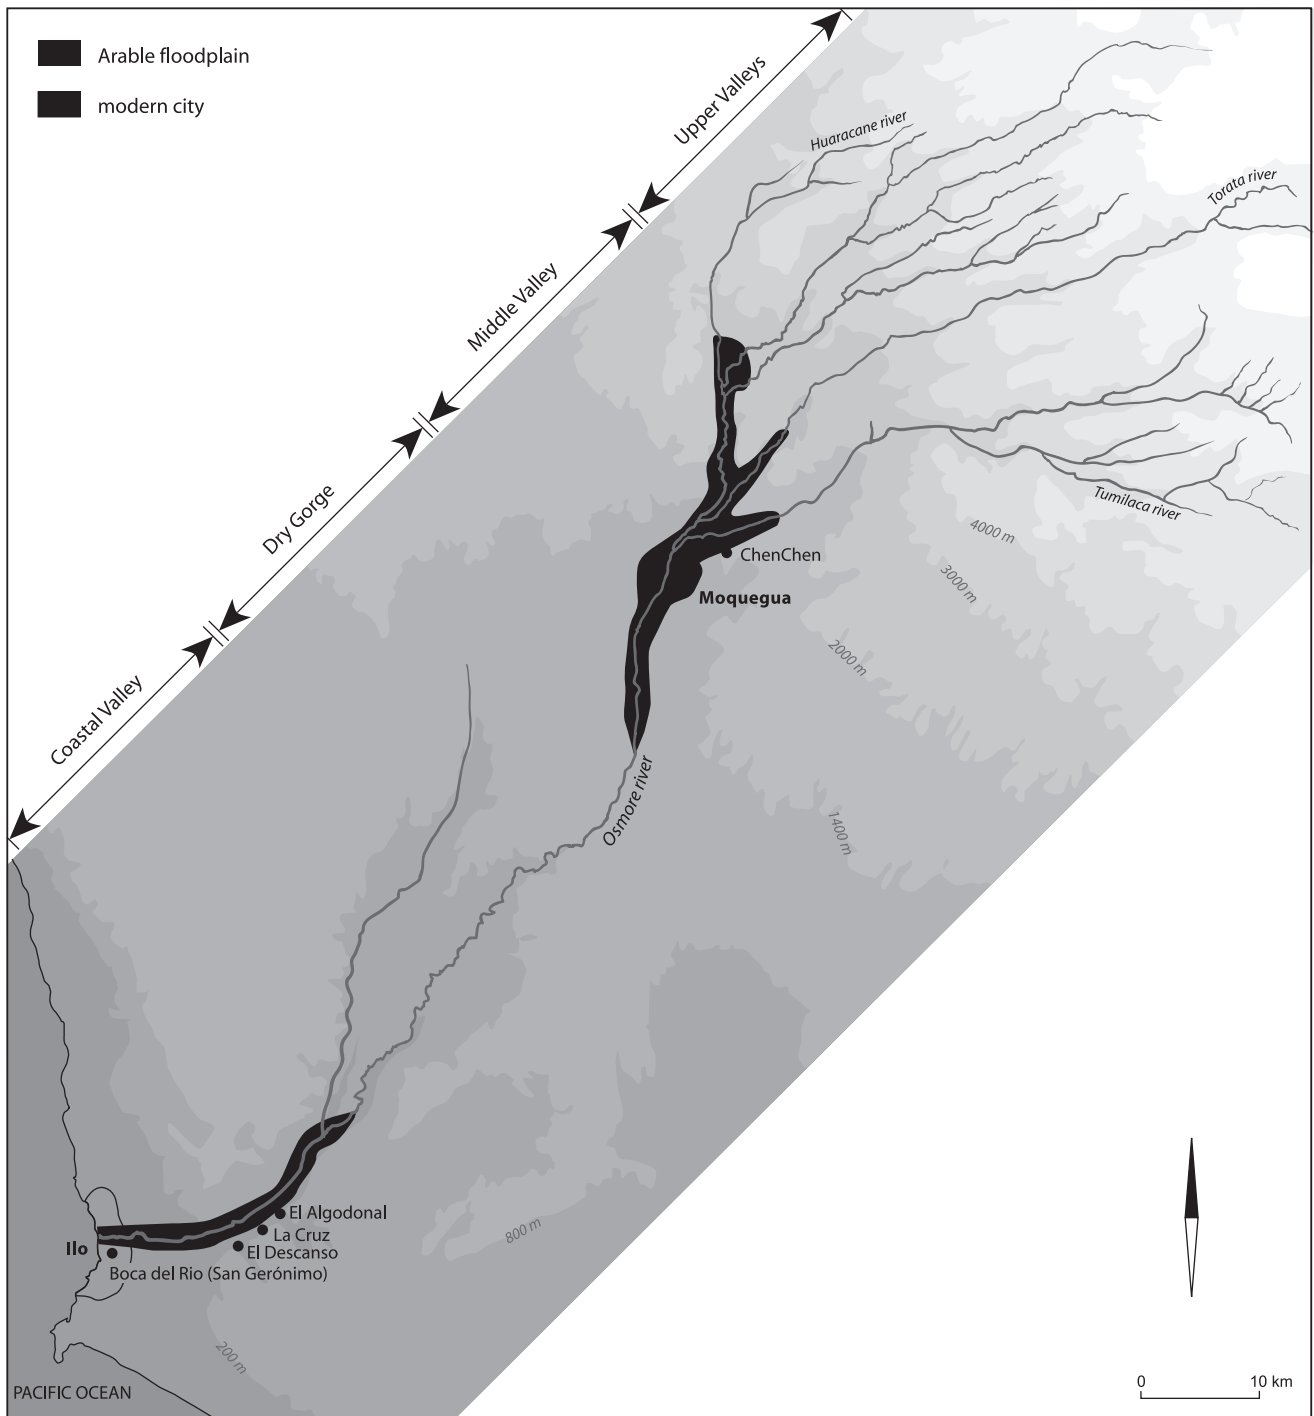 Arable floodplain
modern city
Upper Valleys
Middle Valley
Dry Gorge
Coastal Valley
Huaracane river
Torata river
Tumilaca river
4000 m
3000 m
2000 m
1400 m
ChenChen
Moquegua
Osmore river
El Algodonal
La Cruz
El Descanso
Ilo
Boca del Rio (San Gerónimo)
800 m
200 m
PACIFIC OCEAN
0 10 km